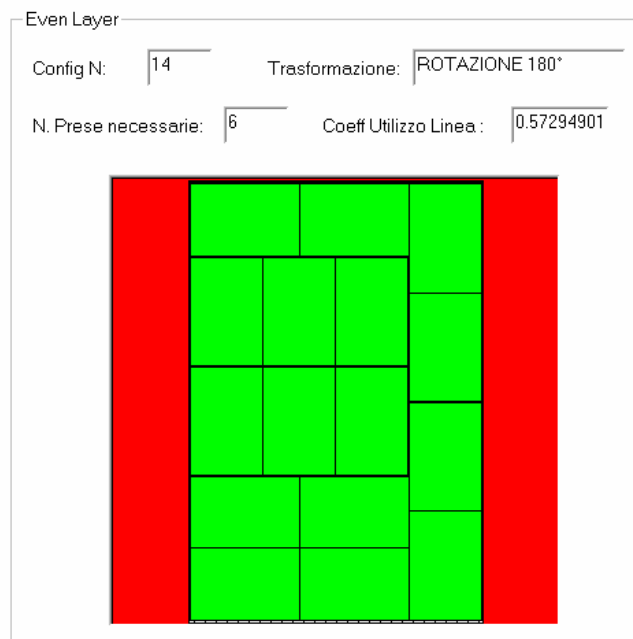 Even Layer
Config N: 14 Trasformazione: ROTAZIONE 180°
N. Prese necessarie: 6 Coeff Utilizzo Linea : 0.57294901